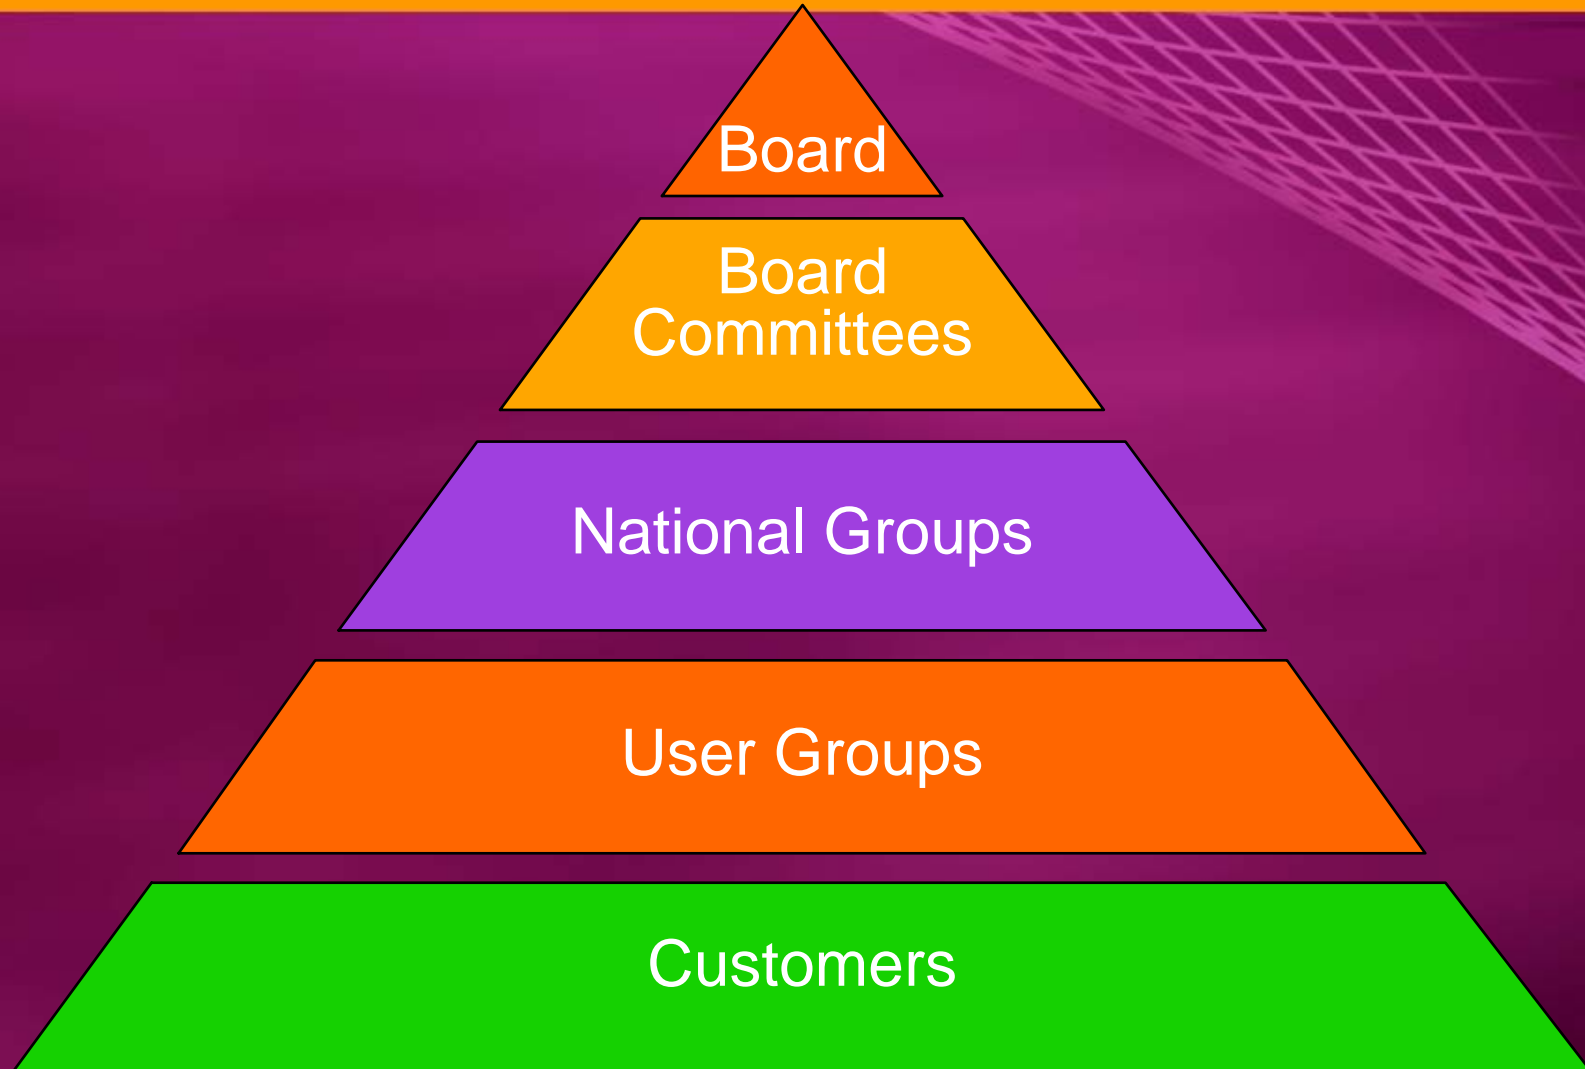 Board
Board
Committees
National Groups
User Groups
Customers